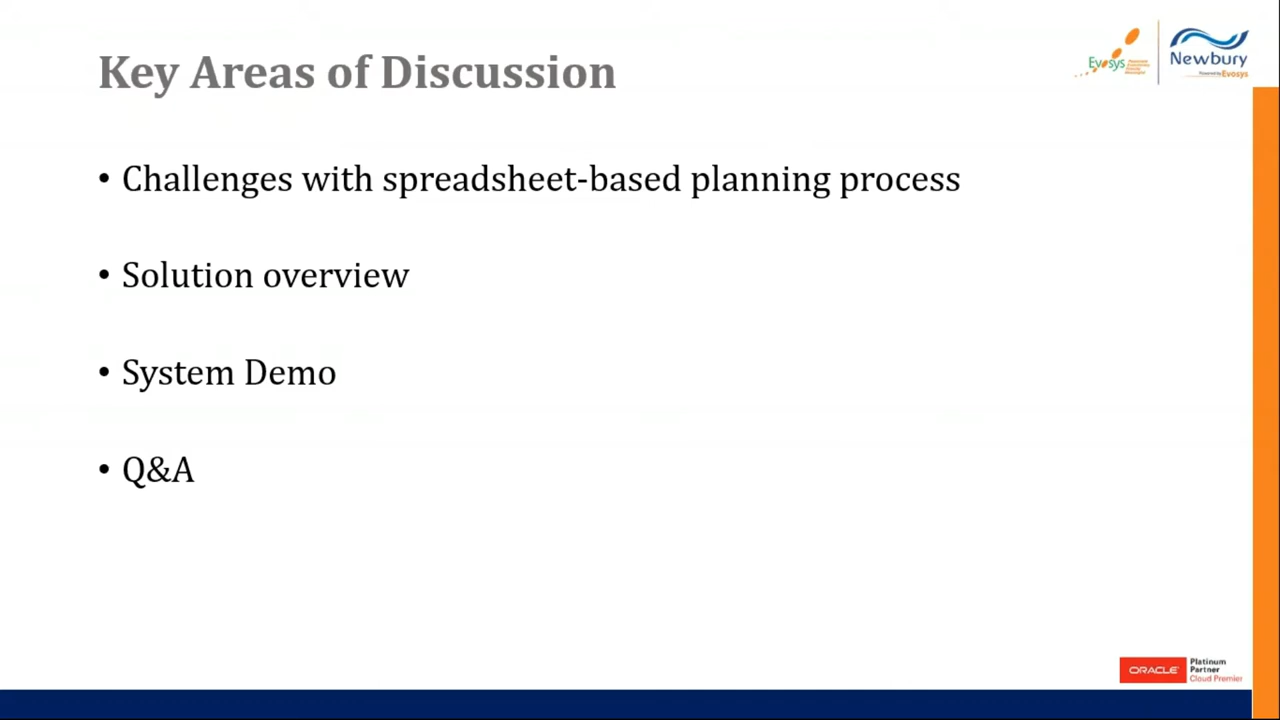 Key Areas of Discussion
Evosys
Newbury
Powered by Evosys
• Challenges with spreadsheet-based planning process
• Solution overview
• System Demo
• Q&A
ORACLE
Platinum
Partner
Cloud Premier